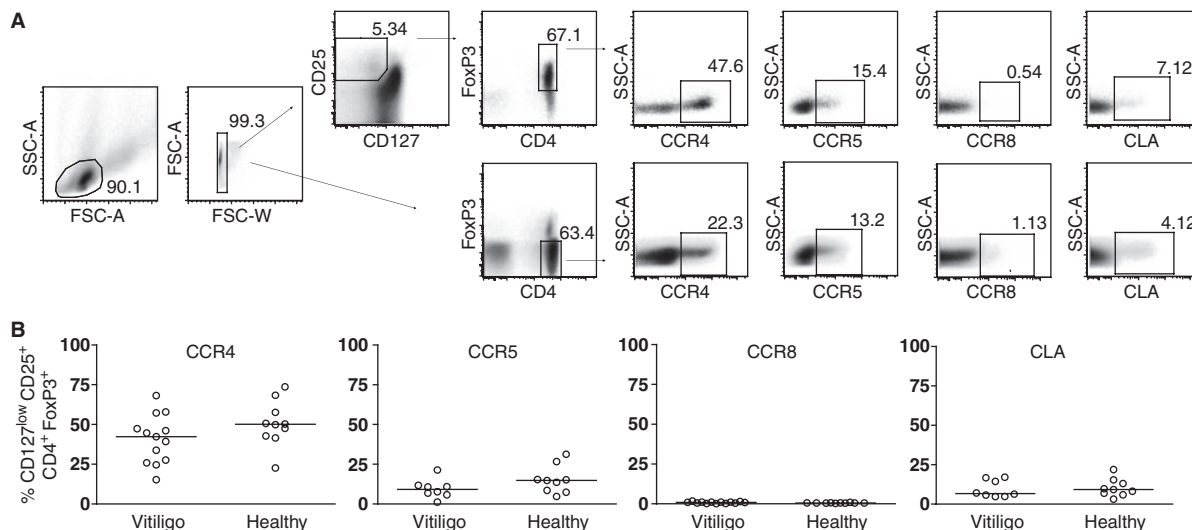 A
SSC-A
90.1
FSC-A
FSC-A
99.3
FSC-W
CD25
5.34
CD127
FoxP3
67.1
CD4
SSC-A
47.6
CCR4
SSC-A
15.4
CCR5
SSC-A
0.54
CCR8
SSC-A
7.12
CLA
FoxP3
63.4
CD4
SSC-A
22.3
CCR4
SSC-A
13.2
CCR5
SSC-A
1.13
CCR8
SSC-A
4.12
CLA
B
% CD127low CD25+
CD4+ FoxP3+
CCR4
100
75
50
25
0
Vitiligo Healthy
CCR5
100
75
50
25
0
Vitiligo Healthy
CCR8
100
75
50
25
0
Vitiligo Healthy
CLA
100
75
50
25
0
Vitiligo Healthy